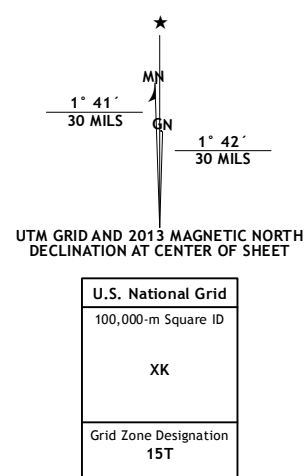 ★
MN
1° 41´
30 MILS
GN
1° 42´
30 MILS
UTM GRID AND 2013 MAGNETIC NORTH
DECLINATION AT CENTER OF SHEET
U.S. National Grid
100,000-m Square ID
XK
Grid Zone Designation
15T